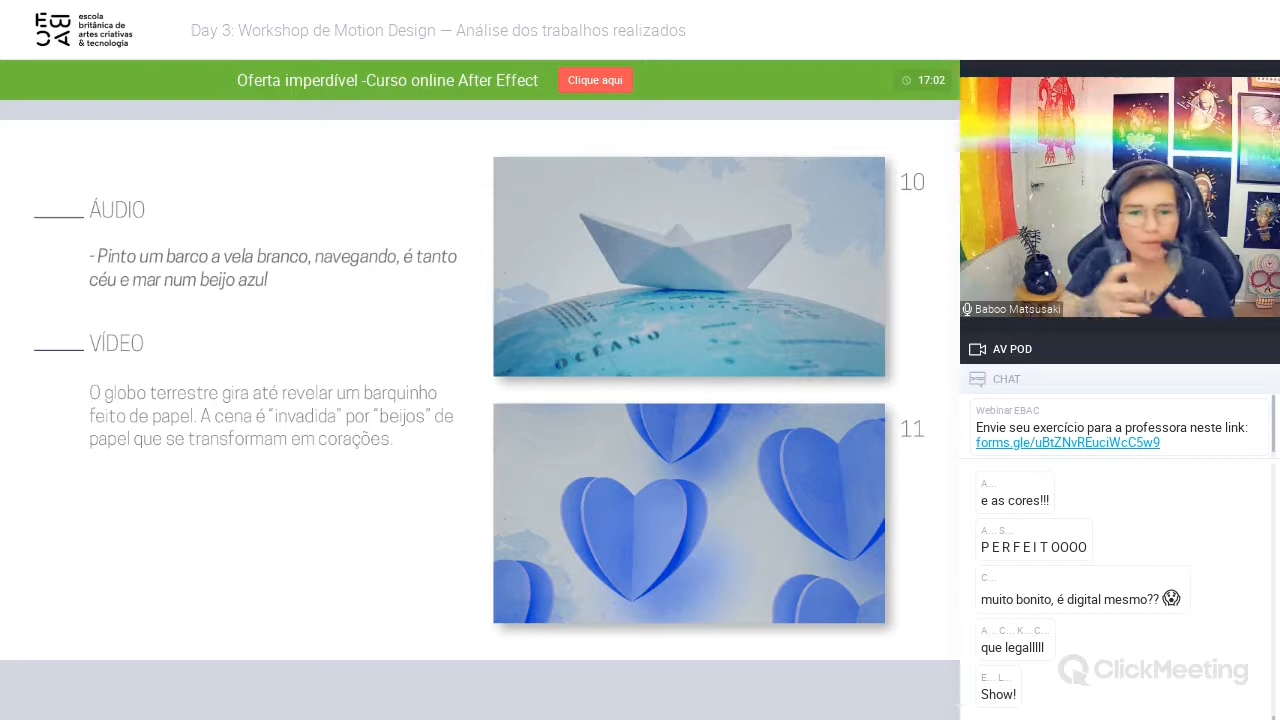 EBAC
escola
britânica de
artes criativas
& tecnologia
Day 3: Workshop de Motion Design — Análise dos trabalhos realizados
Oferta imperdível -Curso online After Effect
Clique aqui
17:02
ÁUDIO
- Pinto um barco a vela branco, navegando, é tanto
céu e mar num beijo azul
VÍDEO
O globo terrestre gira até revelar um barquinho
feito de papel. A cena é “invadida” por “beijos” de
papel que se transformam em corações.
OCEANO
10
11
Baboo Matsusaki
AV POD
CHAT
Webinar EBAC
Envie seu exercício para a professora neste link:
forms.gle/uBtZNvREuciWcC5w9
A...
e as cores!!!
A... S...
P E R F E I T OOOO
C...
muito bonito, é digital mesmo?? 😱
A... C... K... C...
que legalllll
E... L...
Show!
ClickMeeting